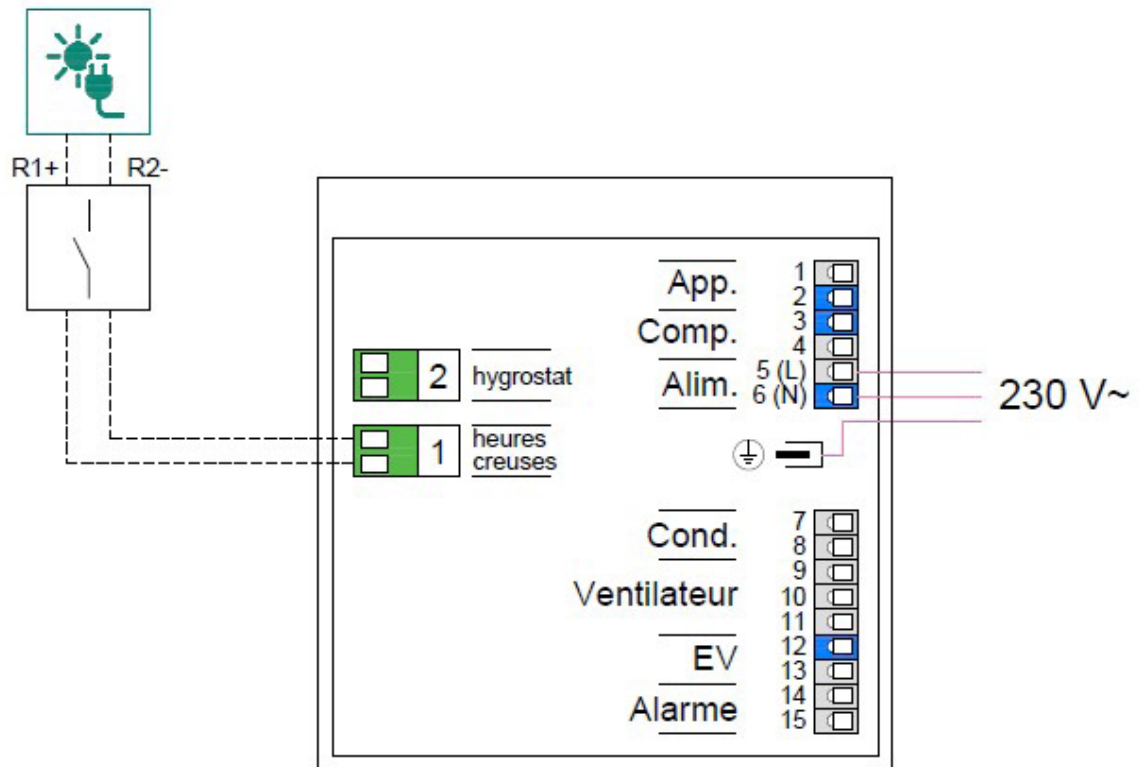 R1+ R2-
App.
1
2
Comp.
3
4
Alim.
5 (L)
6 (N)
230 V~
2 hygrostat
1 heures
creuses
Cond.
7
8
Ventilateur
9
10
11
EV
12
13
Alarme
14
15